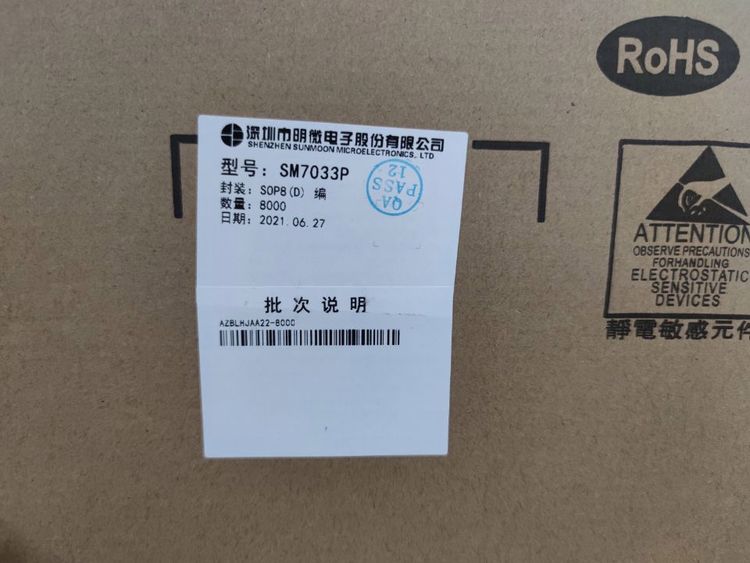 RoHS
深圳市明微电子股份有限公司
SHENZHEN SUNMOON MICROELECTRONICS., LTD
型号: SM7033P
封装: SOP8(D) 编
数量: 8000
日期: 2021.06.27
QA
PASS
12
批次说明
AZBLHJAA22-8000
ATTENTION
OBSERVE PRECAUTIONS
FORHANDLING
ELECTROSTATIC
SENSITIVE
DEVICES
靜電敏感元件